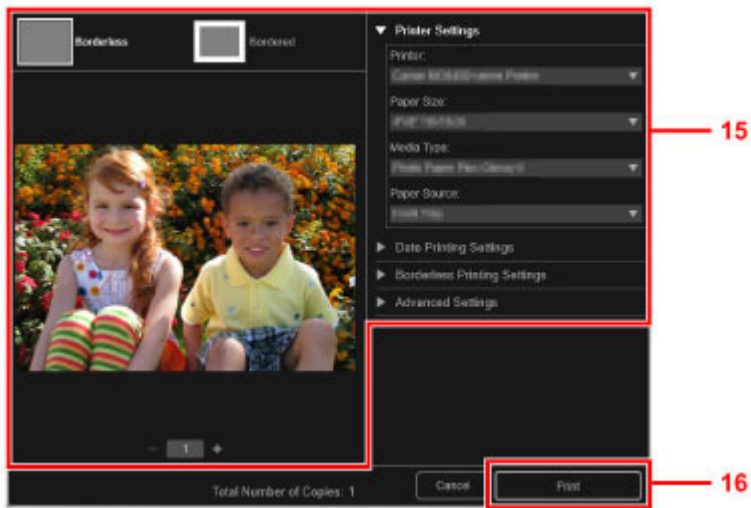 Borderless
Bordered
Printer Settings
Printer:
Paper Size:
Media Type:
Paper Source:
Date Printing Settings
Borderless Printing Settings
Advanced Settings
15
1
Total Number of Copies: 1
Cancel
Print
16